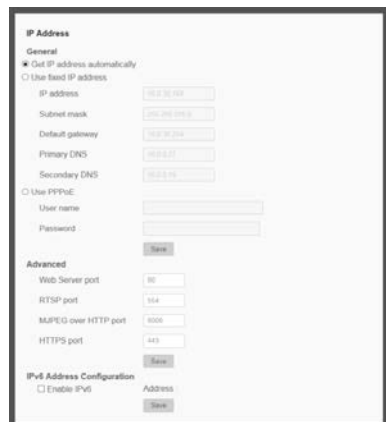 IP Address
General
Get IP address automatically
Use fixed IP address
IP address
Subnet mask
Default gateway
Primary DNS
Secondary DNS
Use PPPoE
User name
Password
Save
Advanced
Web Server port 80
RTSP port 554
MJPEG over HTTP port
HTTPS port 443
Save
IPv6 Address Configuration
Enable IPv6 Address
Save